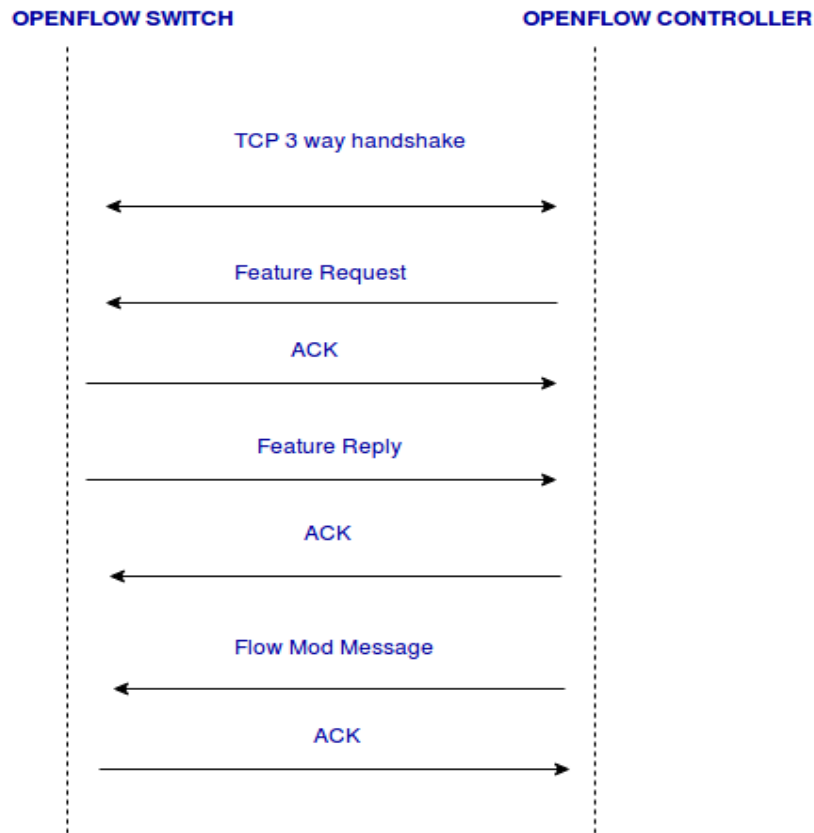 OPENFLOW SWITCH
OPENFLOW CONTROLLER
TCP 3 way handshake
Feature Request
ACK
Feature Reply
ACK
Flow Mod Message
ACK